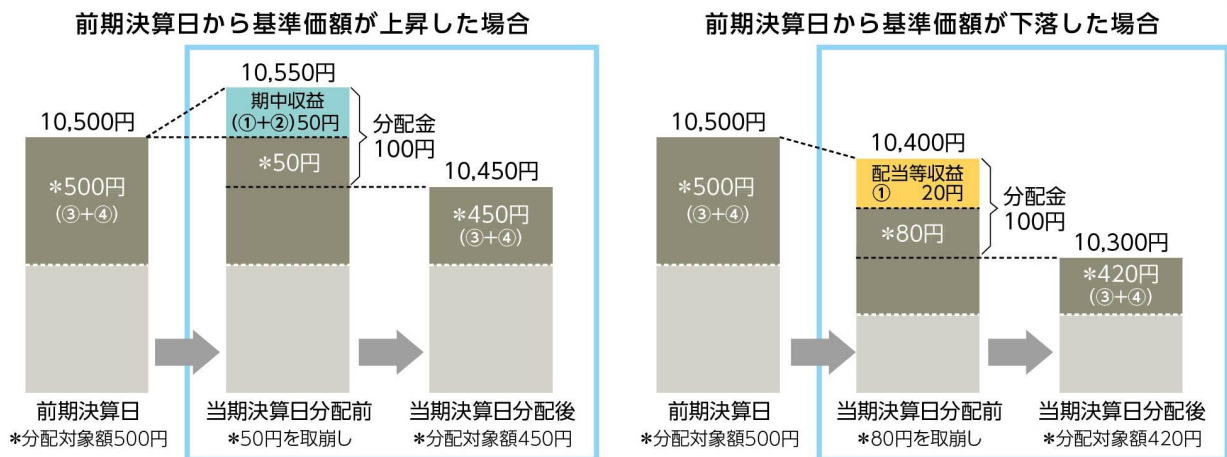 前期決算日から基準価額が上昇した場合
10,550円
期中収益
(①+②)50円
分配金
100円
10,500円
*50円
10,450円
*500円
(③+④)
*450円
(③+④)
前期決算日
*分配対象額500円
当期決算日分配前
*50円を取崩し
当期決算日分配後
*分配対象額450円
前期決算日から基準価額が下落した場合
10,500円
10,400円
配当等収益
① 20円
分配金
100円
*500円
(③+④)
*80円
10,300円
*420円
(③+④)
前期決算日
*分配対象額500円
当期決算日分配前
*80円を取崩し
当期決算日分配後
*分配対象額420円